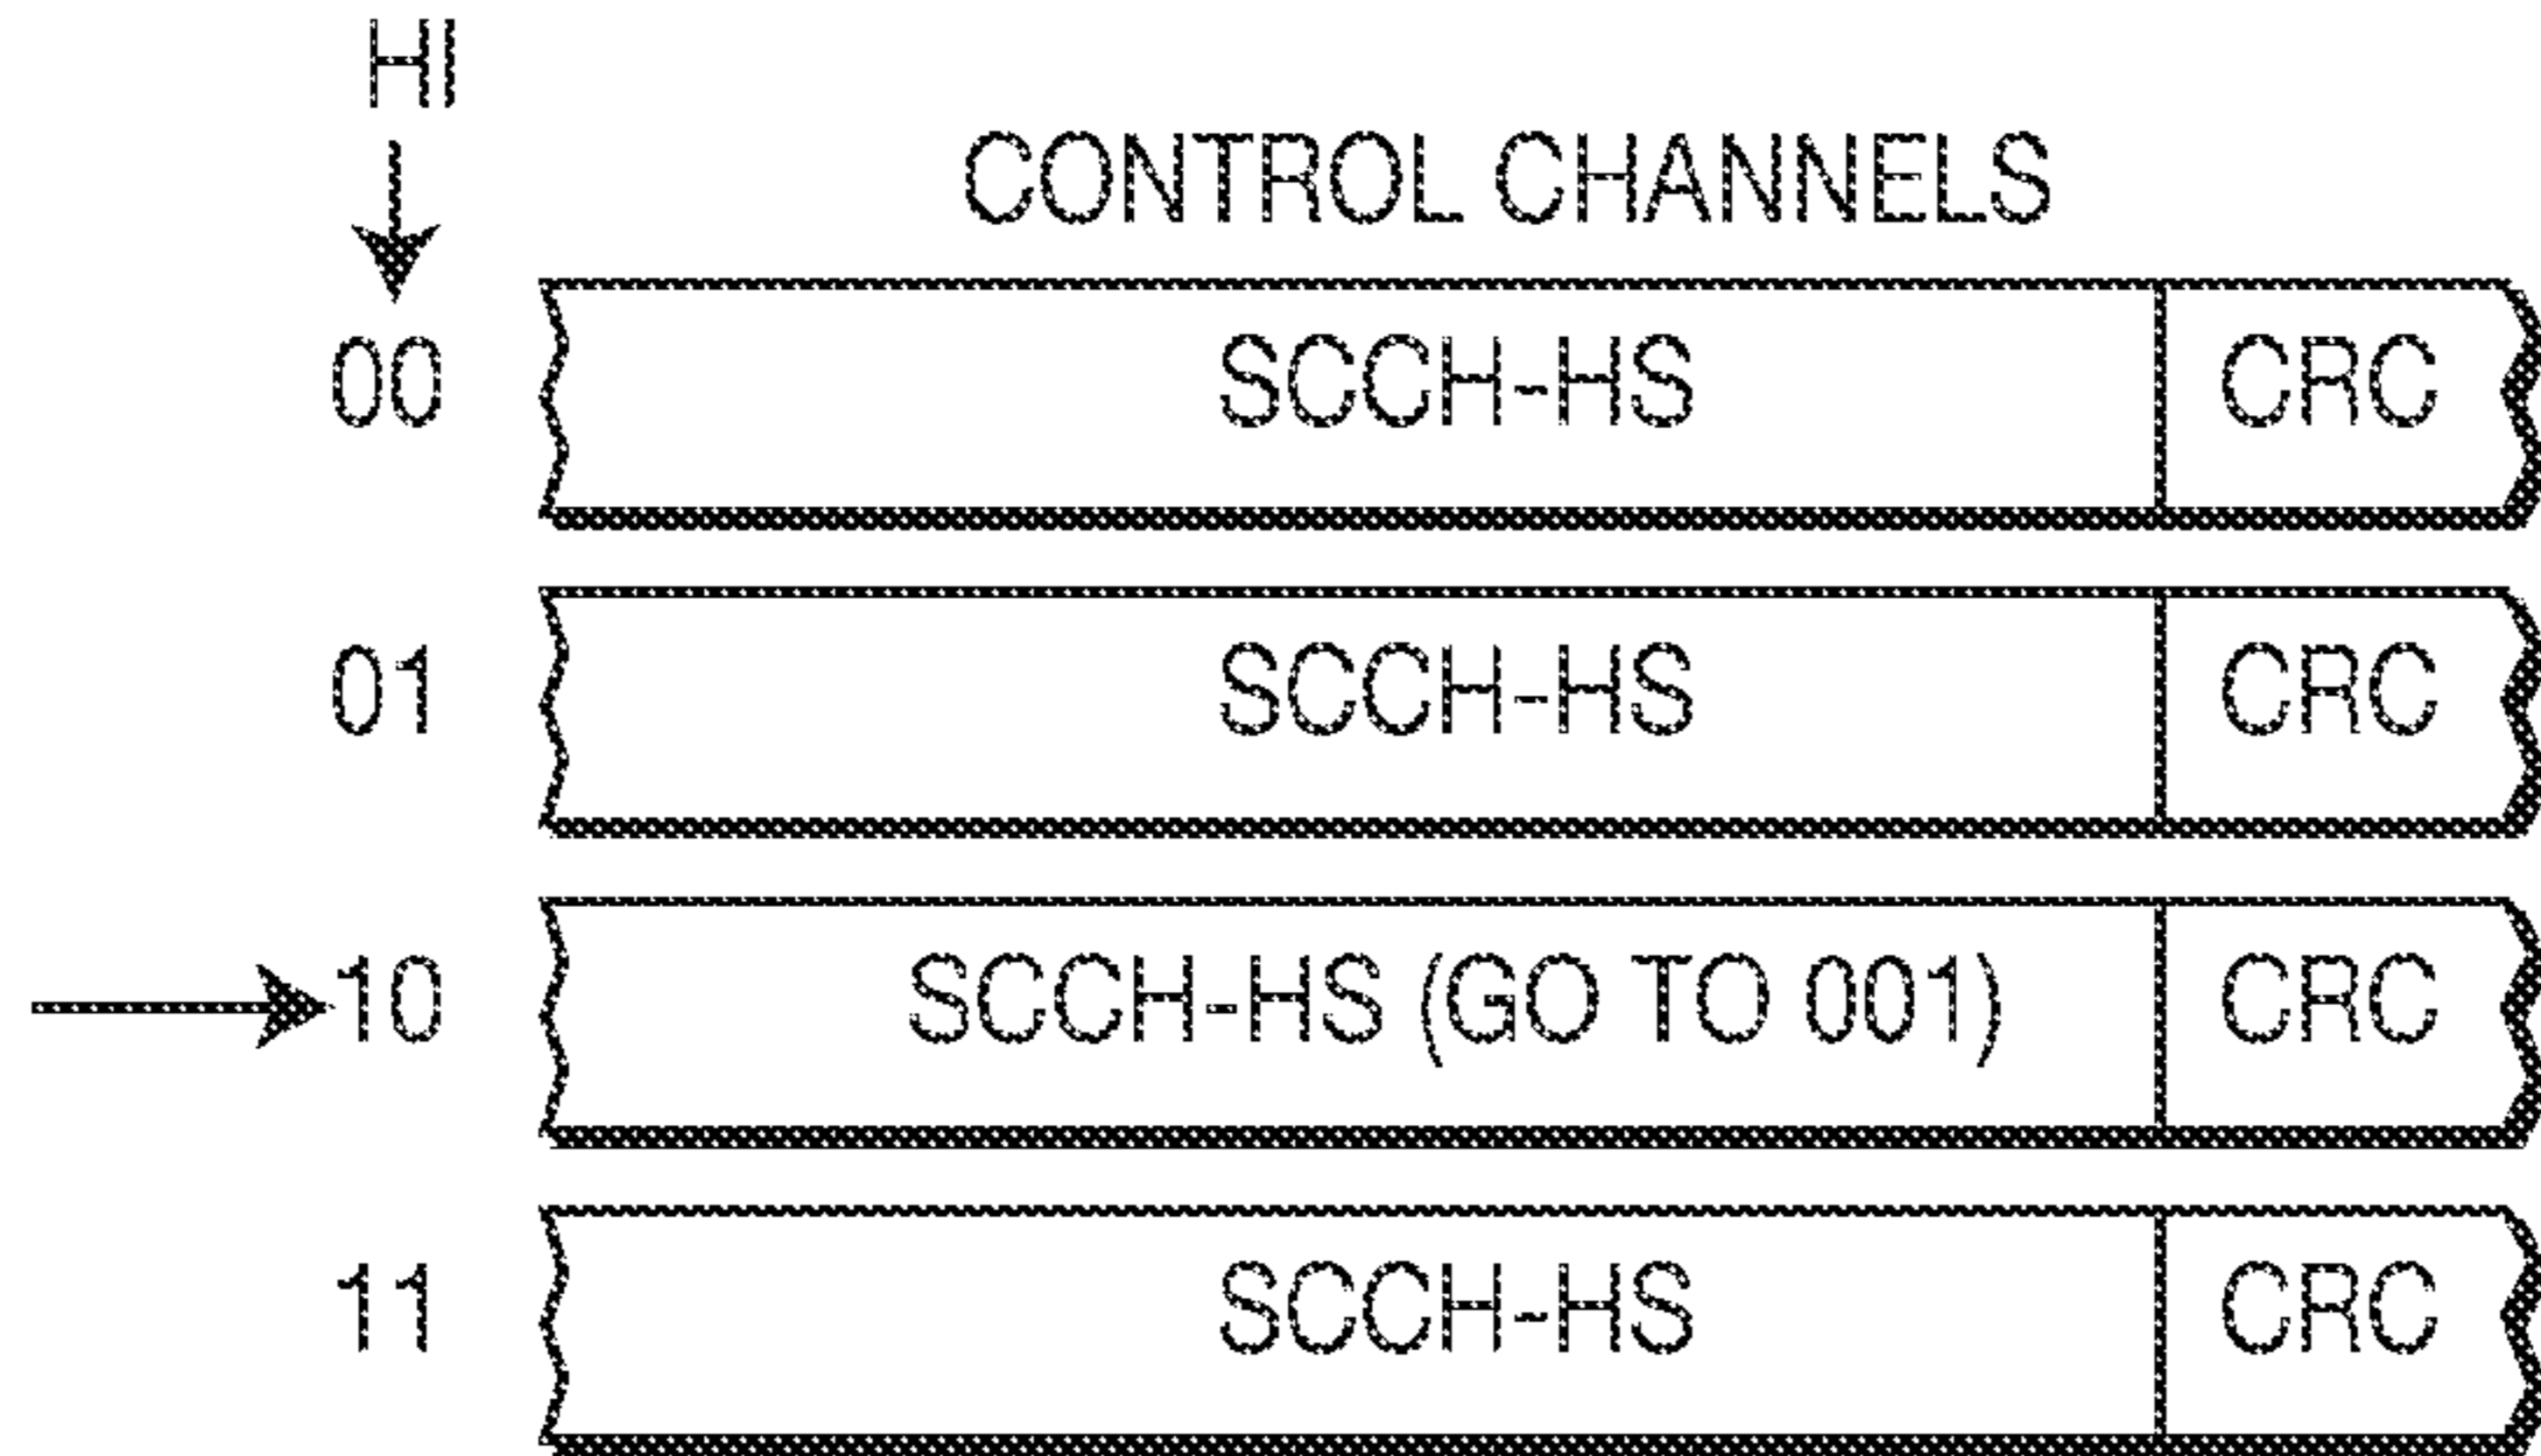 HI
CONTROL CHANNELS
00 SCCH-HS CRC
01 SCCH-HS CRC
10 SCCH-HS (GO TO 001) CRC
11 SCCH-HS CRC